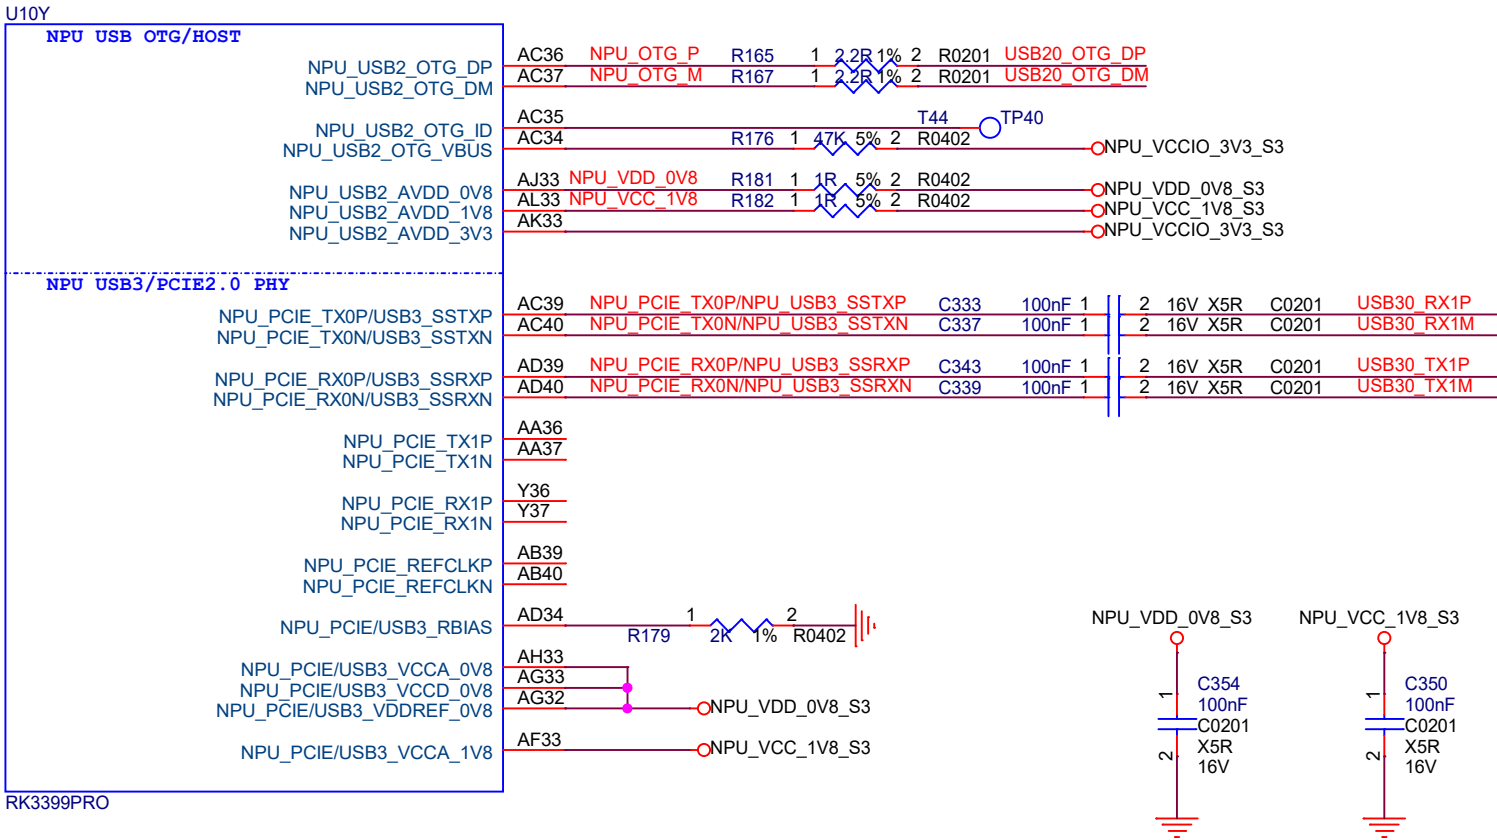 U10Y
NPU USB OTG/HOST
NPU_USB2_OTG_DP AC36 NPU_OTG_P R165 1 2.2R 1% 2 R0201 USB20_OTG_DP
NPU_USB2_OTG_DM AC37 NPU_OTG_M R167 1 2.2R 1% 2 R0201 USB20_OTG_DM
NPU_USB2_OTG_ID AC35 T44 TP40
NPU_USB2_OTG_VBUS AC34 R176 1 47K 5% 2 R0402 NPU_VCCIO_3V3_S3
NPU_USB2_AVDD_0V8 AJ33 NPU_VDD_0V8 R181 1 1R 5% 2 R0402 NPU_VDD_0V8_S3
NPU_USB2_AVDD_1V8 AL33 NPU_VCC_1V8 R182 1 1R 5% 2 R0402 NPU_VCC_1V8_S3
NPU_USB2_AVDD_3V3 AK33 NPU_VCCIO_3V3_S3
NPU USB3/PCIE2.0 PHY
NPU_PCIE_TX0P/USB3_SSTXP AC39 NPU_PCIE_TX0P/NPU_USB3_SSTXP C333 100nF 1 2 16V X5R C0201 USB30_RX1P
NPU_PCIE_TX0N/USB3_SSTXN AC40 NPU_PCIE_TX0N/NPU_USB3_SSTXN C337 100nF 1 2 16V X5R C0201 USB30_RX1M
NPU_PCIE_RX0P/USB3_SSRXP AD39 NPU_PCIE_RX0P/NPU_USB3_SSRXP C343 100nF 1 2 16V X5R C0201 USB30_TX1P
NPU_PCIE_RX0N/USB3_SSRXN AD40 NPU_PCIE_RX0N/NPU_USB3_SSRXN C339 100nF 1 2 16V X5R C0201 USB30_TX1M
NPU_PCIE_TX1P AA36
NPU_PCIE_TX1N AA37
NPU_PCIE_RX1P Y36
NPU_PCIE_RX1N Y37
NPU_PCIE_REFCLKP AB39
NPU_PCIE_REFCLKN AB40
NPU_PCIE/USB3_RBIAS AD34 R179 1 2K 1% 2 R0402
NPU_PCIE/USB3_VCCA_0V8 AH33
NPU_PCIE/USB3_VCCD_0V8 AG33
NPU_PCIE/USB3_VDDREF_0V8 AG32 NPU_VDD_0V8_S3
NPU_PCIE/USB3_VCCA_1V8 AF33 NPU_VCC_1V8_S3
RK3399PRO
NPU_VDD_0V8_S3
1
C354
100nF
C0201
X5R
16V
2
NPU_VCC_1V8_S3
1
C350
100nF
C0201
X5R
16V
2